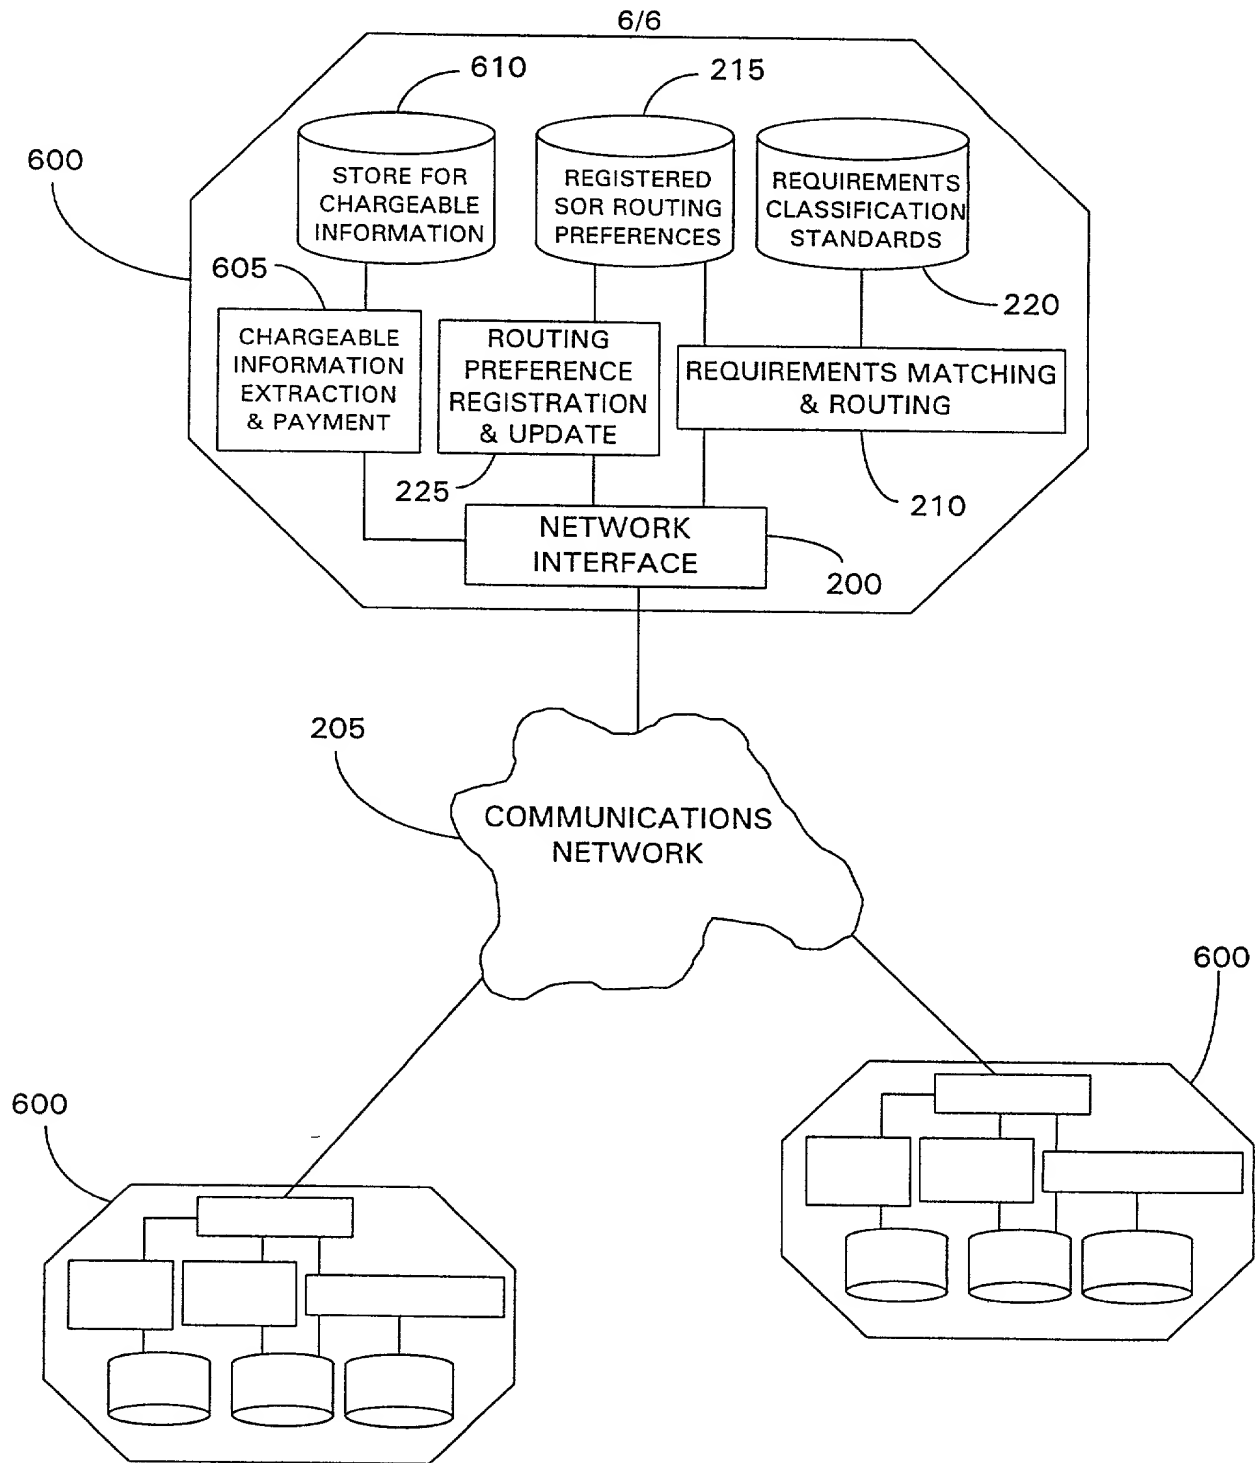 6/6
610
215
600
STORE FOR
CHARGEABLE
INFORMATION
REGISTERED
SOR ROUTING
PREFERENCES
REQUIREMENTS
CLASSIFICATION
STANDARDS
605
220
CHARGEABLE
INFORMATION
EXTRACTION
& PAYMENT
ROUTING
PREFERENCE
REGISTRATION
& UPDATE
REQUIREMENTS MATCHING
& ROUTING
225
210
NETWORK
INTERFACE
200
205
COMMUNICATIONS
NETWORK
600
600